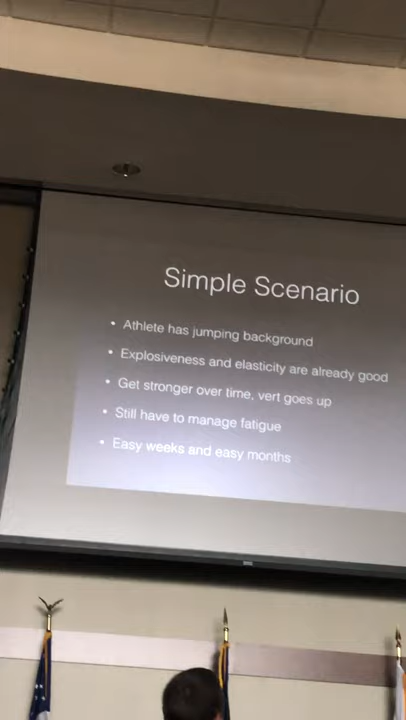 Simple Scenario
• Athlete has jumping background
• Explosiveness and elasticity are already good
• Get stronger over time, vert goes up
• Still have to manage fatigue
• Easy weeks and easy months